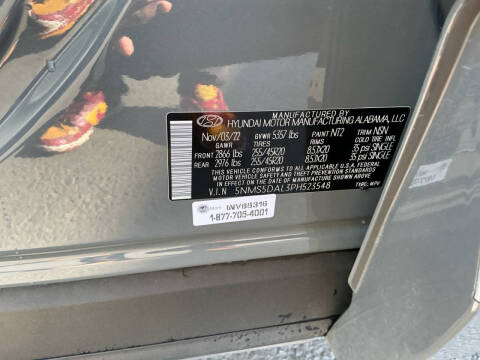 MANUFACTURED BY
HYUNDAI MOTOR MANUFACTURING ALABAMA, LLC
Nov/03/22 GVWR 5357 lbs PAINT NT2 TRIM NSN
TIRES RIMS COLD TIRE INFL
FRONT 2866 lbs 255/45R20 8.5JX20 35 psi SINGLE
REAR 2976 lbs 255/45R20 8.5JX20 35 psi SINGLE
THIS VEHICLE CONFORMS TO ALL APPLICABLE U.S.A. FEDERAL
MOTOR VEHICLE SAFETY AND THEFT PREVENTION STANDARDS
IN EFFECT ON THE DATE OF MANUFACTURE SHOWN ABOVE.
V.I.N 5NMS5DAL3PH523548 TYPE: MPV
1-877-705-4001